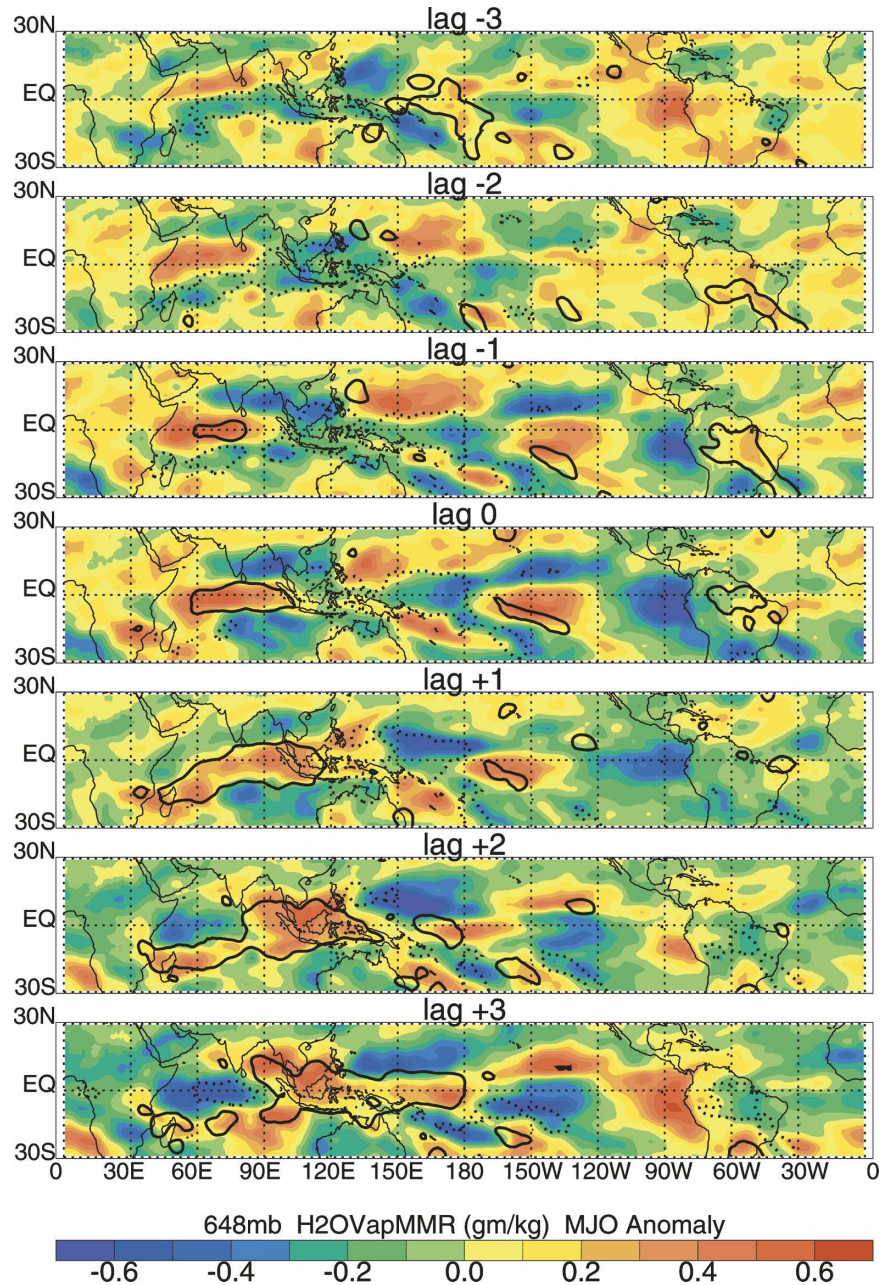 lag -3
30N
EQ
30S
lag -2
30N
EQ
30S
lag -1
30N
EQ
30S
lag 0
30N
EQ
30S
lag +1
30N
EQ
30S
lag +2
30N
EQ
30S
lag +3
30N
EQ
30S
0 30E 60E 90E 120E 150E 180 150W 120W 90W 60W 30W 0
648mb H2OVapMMR (gm/kg) MJO Anomaly
-0.6 -0.4 -0.2 0.0 0.2 0.4 0.6